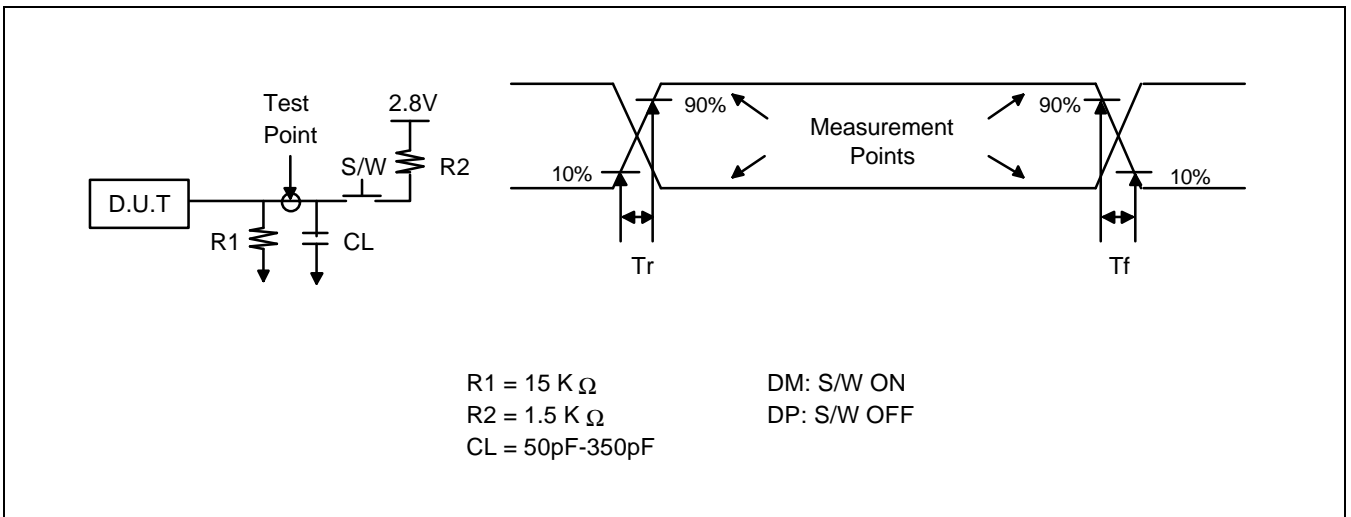 Test
Point
2.8V
S/W
R2
D.U.T
R1
CL
90%
10%
Measurement
Points
90%
10%
Tr
Tf
R1 = 15 K Ω
R2 = 1.5 K Ω
CL = 50pF-350pF
DM: S/W ON
DP: S/W OFF